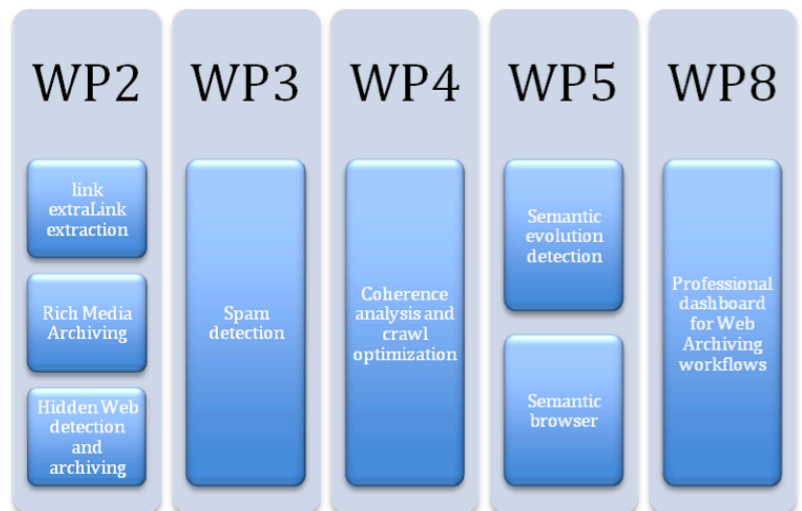 WP2
link
extraLink
extraction
Rich Media
Archiving
Hidden Web
detection
and
archiving
WP3
Spam
detection
WP4
Coherence
analysis and
crawl
optimization
WP5
Semantic
evolution
detection
Semantic
browser
WP8
Professional
dashboard
for Web
Archiving
workflows